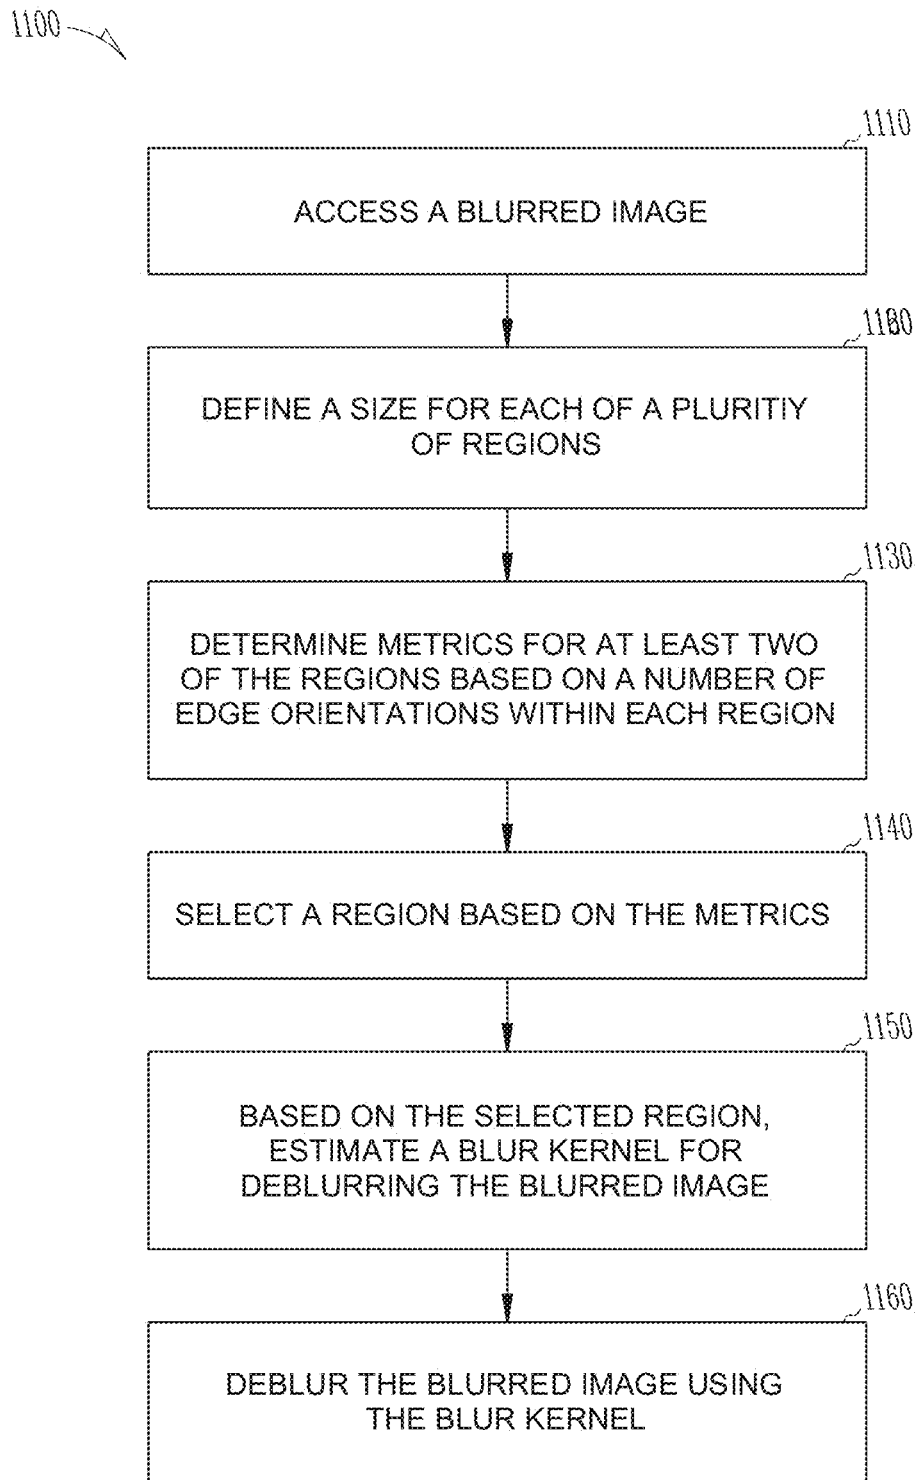 1100
1110
ACCESS A BLURRED IMAGE
DEFINE A SIZE FOR EACH OF A PLURITIY
OF REGIONS
1130
DETERMINE METRICS FOR AT LEAST TWO
OF THE REGIONS BASED ON A NUMBER OF
EDGE ORIENTATIONS WITHIN EACH REGION
1140
SELECT A REGION BASED ON THE METRICS
1150
BASED ON THE SELECTED REGION,
ESTIMATE A BLUR KERNEL FOR
DEBLURRING THE BLURRED IMAGE
1160
DEBLUR THE BLURRED IMAGE USING
THE BLUR KERNEL